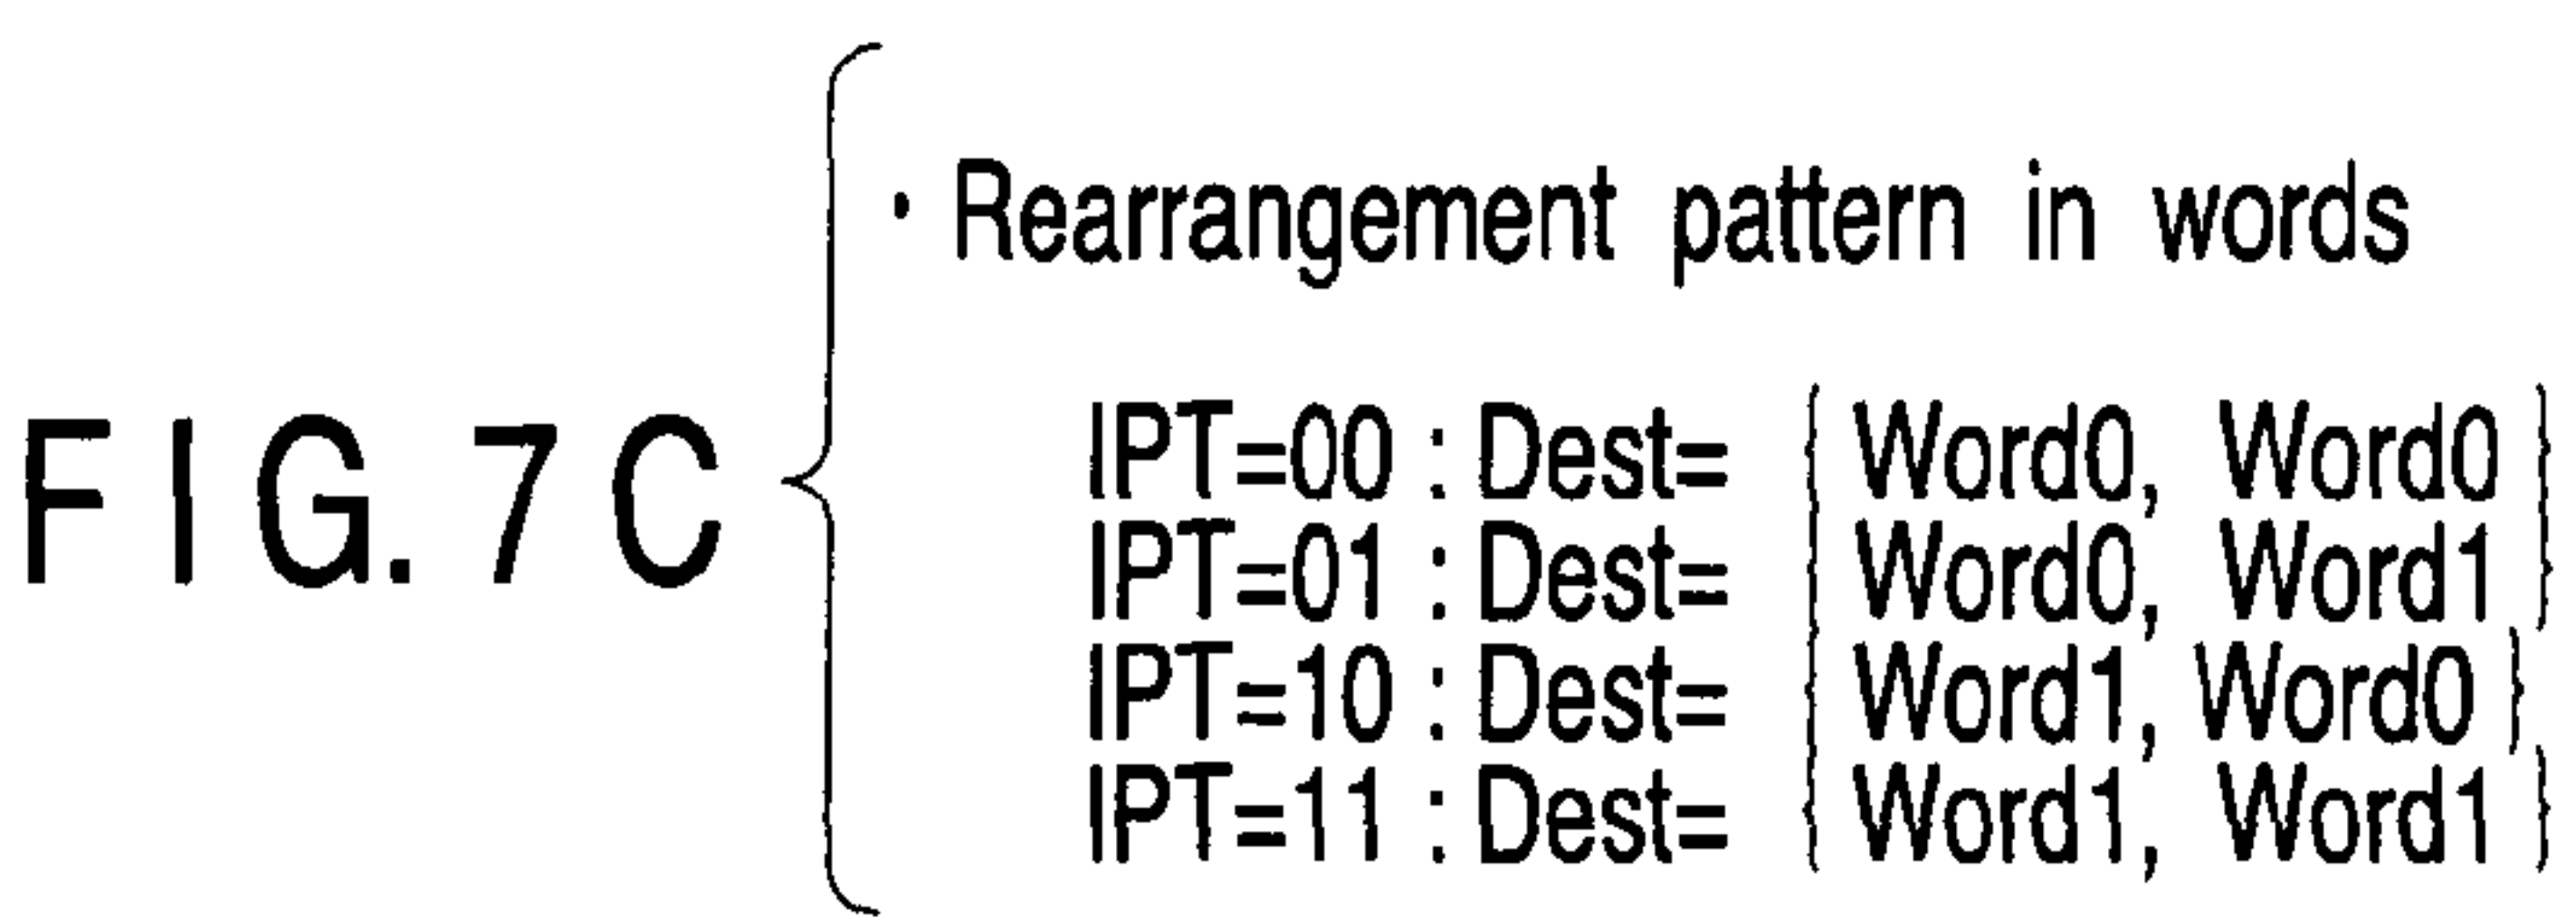 FIG. 7C
· Rearrangement pattern in words
IPT=00 : Dest= { Word0, Word0 }
IPT=01 : Dest= { Word0, Word1 }
IPT=10 : Dest= { Word1, Word0 }
IPT=11 : Dest= { Word1, Word1 }